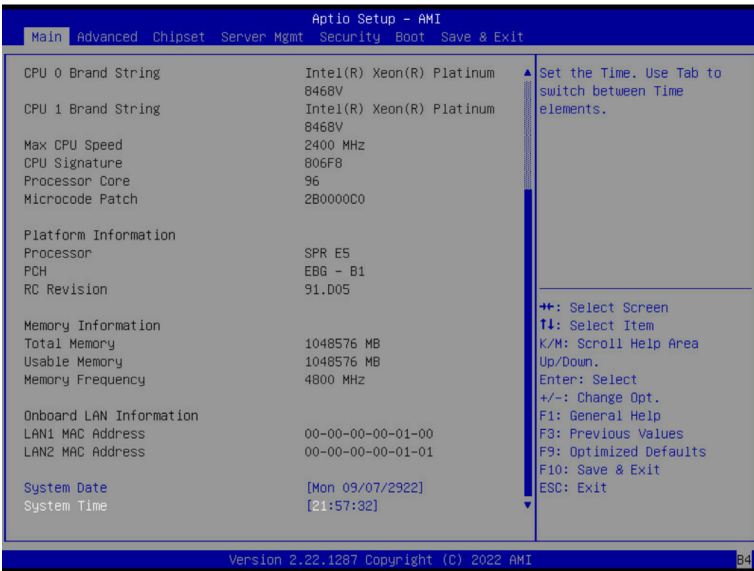 Aptio Setup – AMI
Main Advanced Chipset Server Mgmt Security Boot Save & Exit
CPU 0 Brand String Intel(R) Xeon(R) Platinum 8468V
CPU 1 Brand String Intel(R) Xeon(R) Platinum 8468V
Max CPU Speed 2400 MHz
CPU Signature 806F8
Processor Core 96
Microcode Patch 2B0000C0
Platform Information
Processor SPR E5
PCH EBG – B1
RC Revision 91.D05
Memory Information
Total Memory 1048576 MB
Usable Memory 1048576 MB
Memory Frequency 4800 MHz
Onboard LAN Information
LAN1 MAC Address 00-00-00-00-01-00
LAN2 MAC Address 00-00-00-00-01-01
System Date [Mon 09/07/2922]
System Time [21:57:32]
Set the Time. Use Tab to
switch between Time
elements.
→←: Select Screen
↑↓: Select Item
K/M: Scroll Help Area
Up/Down.
Enter: Select
+/-: Change Opt.
F1: General Help
F3: Previous Values
F9: Optimized Defaults
F10: Save & Exit
ESC: Exit
Version 2.22.1287 Copyright (C) 2022 AMI
B4